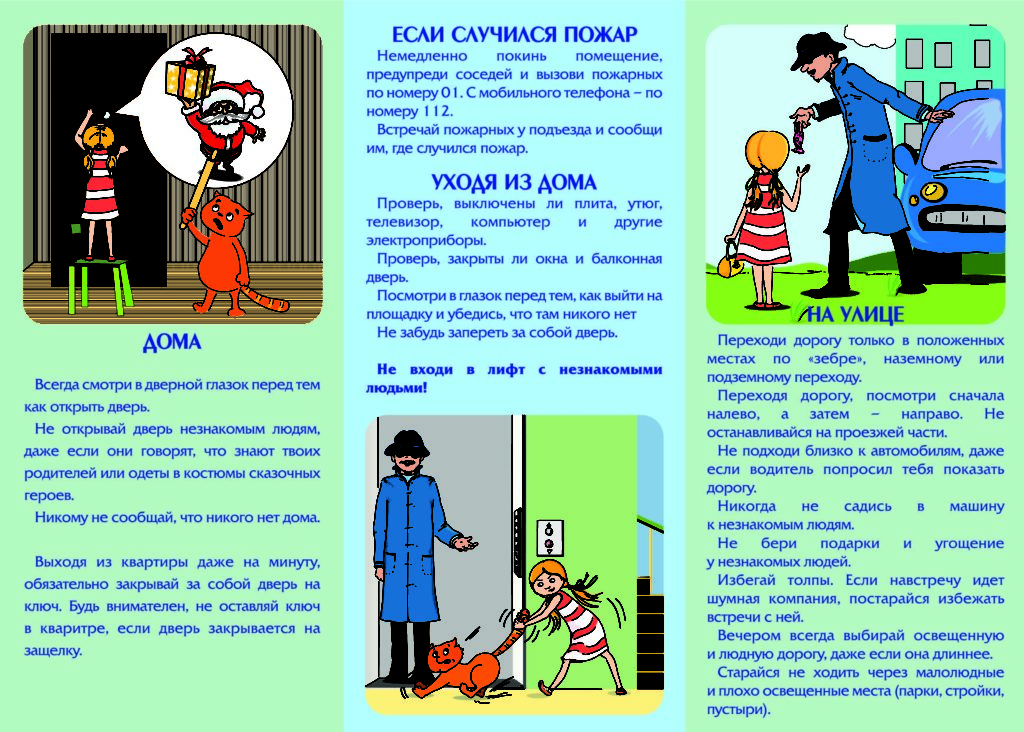 ДОМА
Всегда смотри в дверной глазок перед тем
как открыть дверь.
Не открывай дверь незнакомым людям,
даже если они говорят, что знают твоих
родителей или одеты в костюмы сказочных
героев.
Никому не сообщай, что никого нет дома.
Выходя из квартиры даже на минуту,
обязательно закрывай за собой дверь на
ключ. Будь внимателен, не оставляй ключ
в кваритре, если дверь закрывается на
защелку.
ЕСЛИ СЛУЧИЛСЯ ПОЖАР
Немедленно покинь помещение,
предупреди соседей и вызови пожарных
по номеру 01. С мобильного телефона – по
номеру 112.
Встречай пожарных у подъезда и сообщи
им, где случился пожар.
УХОДЯ ИЗ ДОМА
Проверь, выключены ли плита, утюг,
телевизор, компьютер и другие
электроприборы.
Проверь, закрыты ли окна и балконная
дверь.
Посмотри в глазок перед тем, как выйти на
площадку и убедись, что там никого нет
Не забудь запереть за собой дверь.
Не входи в лифт с незнакомыми
людьми!
НА УЛИЦЕ
Переходи дорогу только в положенных
местах по «зебре», наземному или
подземному переходу.
Переходя дорогу, посмотри сначала
налево, а затем – направо. Не
останавливайся на проезжей части.
Не подходи близко к автомобилям, даже
если водитель попросил тебя показать
дорогу.
Никогда не садись в машину
к незнакомым людям.
Не бери подарки и угощение
у незнакомых людей.
Избегай толпы. Если навстречу идет
шумная компания, постарайся избежать
встречи с ней.
Вечером всегда выбирай освещенную
и людную дорогу, даже если она длиннее.
Старайся не ходить через малолюдные
и плохо освещенные места (парки, стройки,
пустыри).